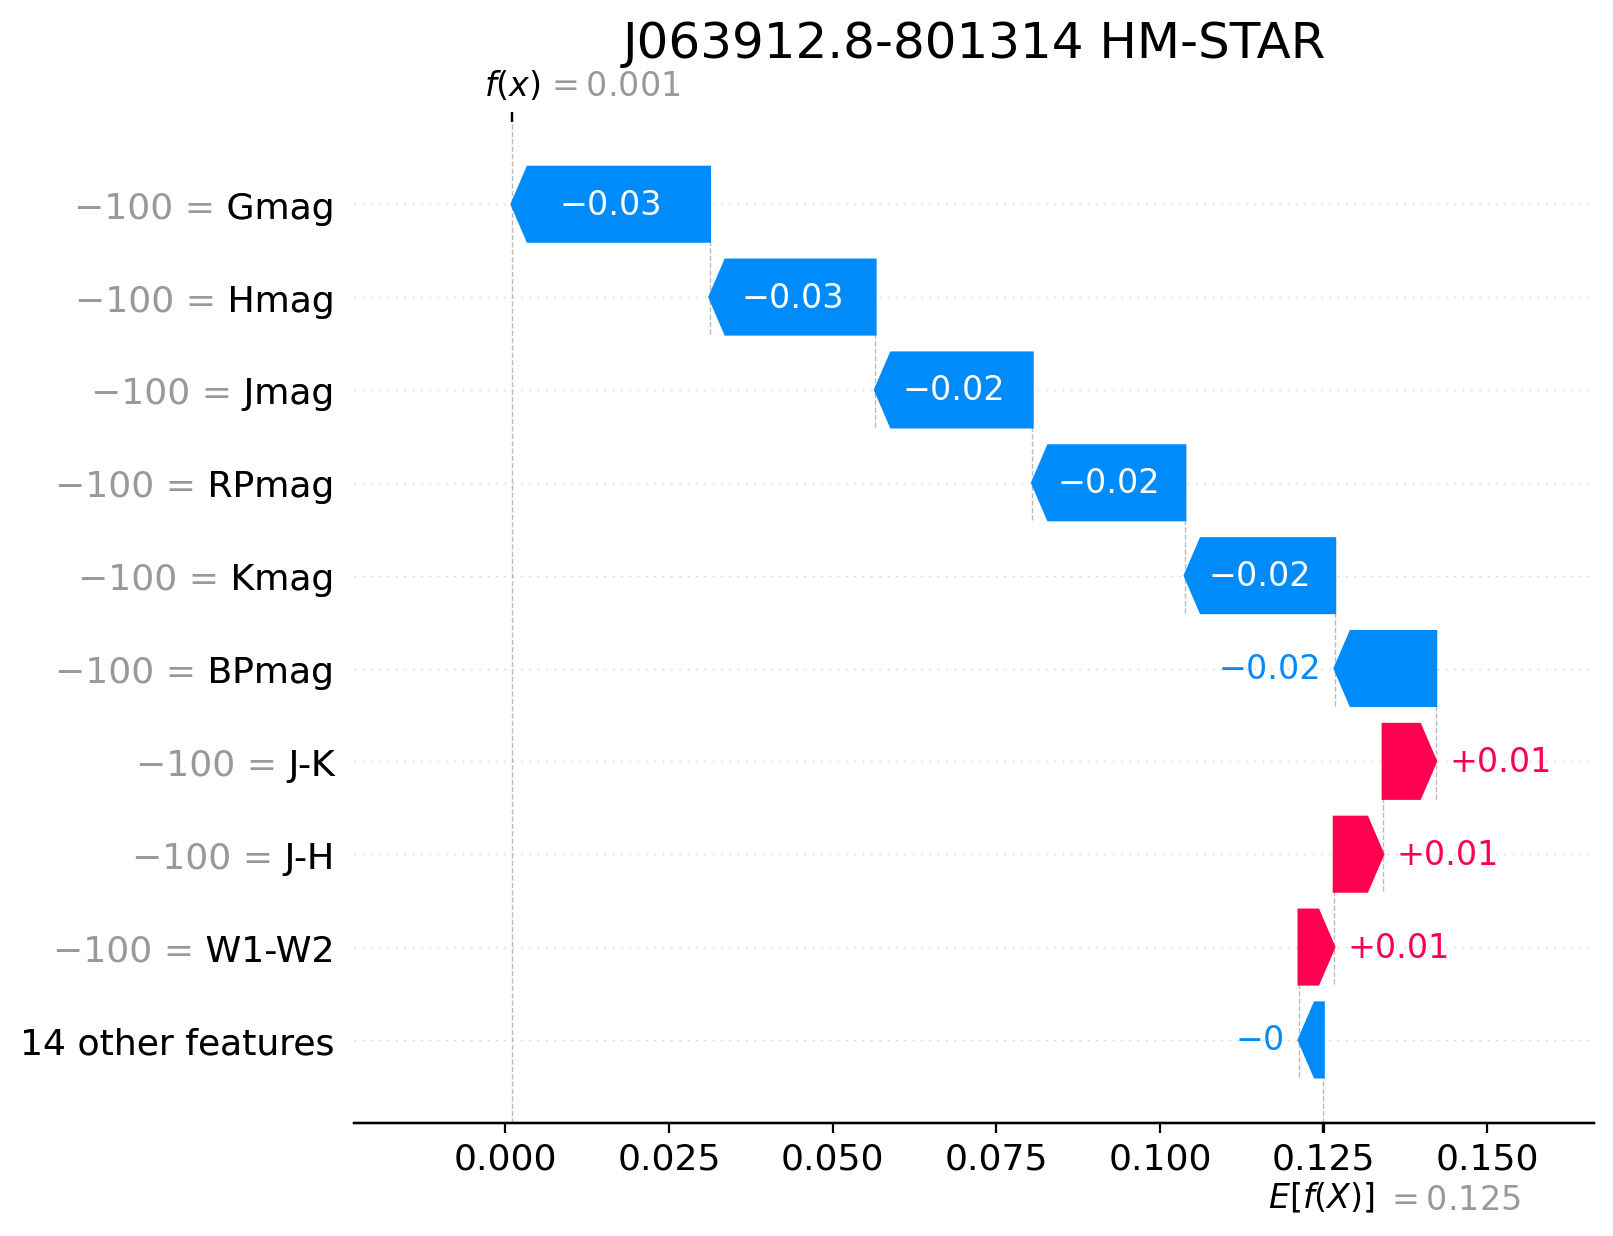 J063912.8-801314 HM-STAR
f(x) = 0.001
−100 = Gmag −0.03
−100 = Hmag −0.03
−100 = Jmag −0.02
−100 = RPmag −0.02
−100 = Kmag −0.02
−100 = BPmag −0.02
−100 = J-K +0.01
−100 = J-H +0.01
−100 = W1-W2 +0.01
14 other features −0
0.000 0.025 0.050 0.075 0.100 0.125 0.150
E[f(X)] = 0.125